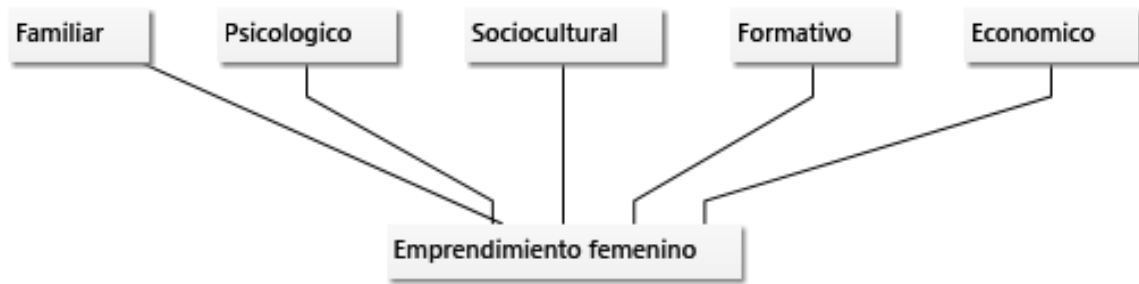 Familiar
Psicologico
Sociocultural
Formativo
Economico
Emprendimiento femenino